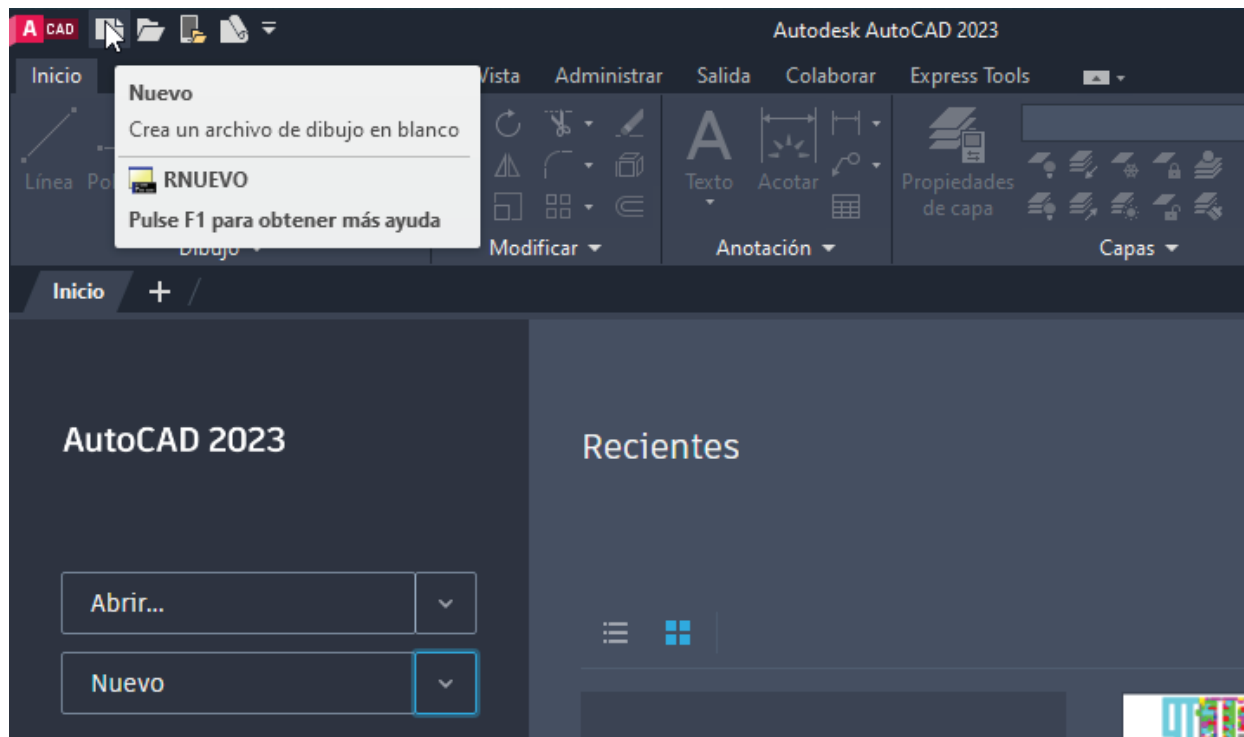 A CAD
Autodesk AutoCAD 2023
Inicio Vista Administrar Salida Colaborar Express Tools
Nuevo
Crea un archivo de dibujo en blanco
RNUEVO
Pulse F1 para obtener más ayuda
Línea Texto Acotar Propiedades de capa
Dibujo Modificar Anotación Capas
Inicio +
AutoCAD 2023
Recientes
Abrir...
Nuevo